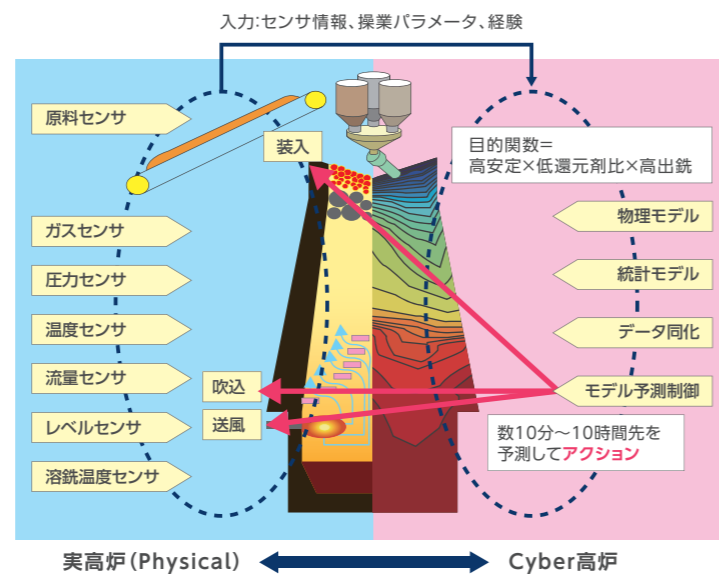 入力:センサ情報、操業パラメータ、経験
原料センサ
装入
ガスセンサ
圧力センサ
温度センサ
流量センサ
吹込
レベルセンサ
送風
溶銑温度センサ
目的関数=
高安定×低還元剤比×高出銑
物理モデル
統計モデル
データ同化
モデル予測制御
数10分~10時間先を
予測してアクション
実高炉(Physical)
Cyber高炉